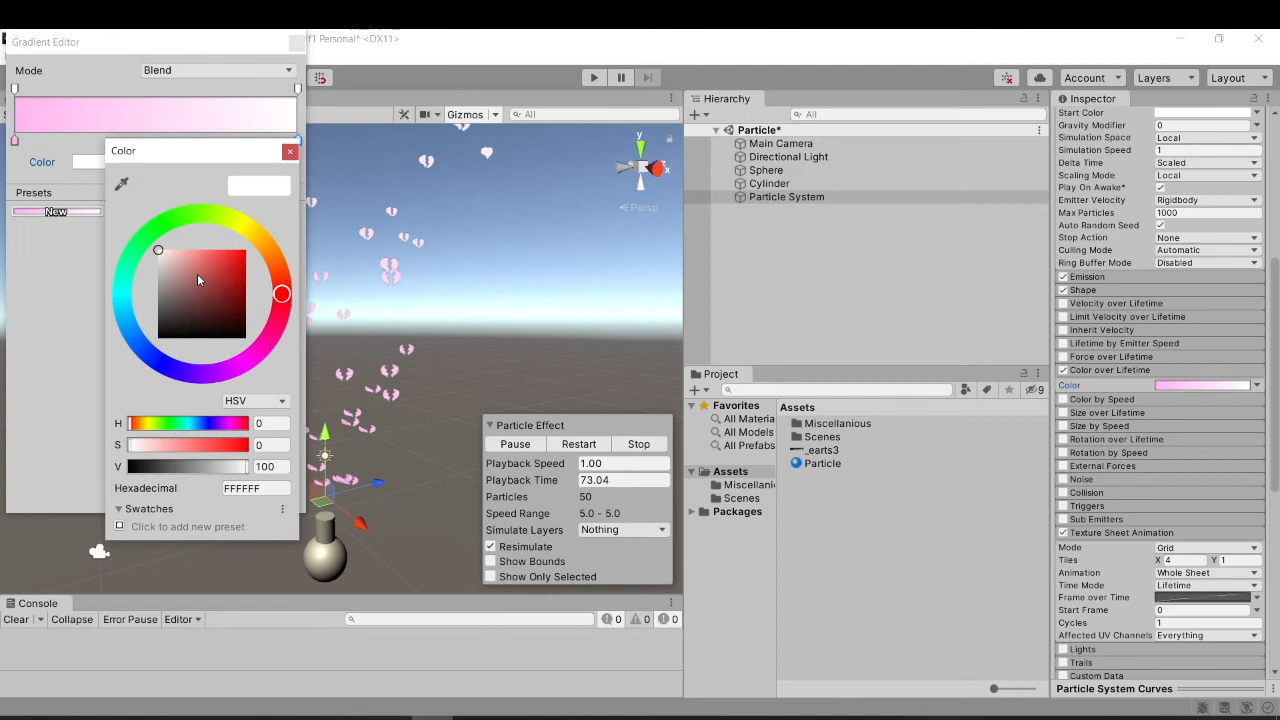 Gradient Editor
f1 Personal* <DX11>
Mode Blend
Color
Presets
New
Color
HSV
H 0
S 0
V 100
Hexadecimal FFFFFF
Swatches
Click to add new preset
Gizmos All
y
x
Persp
Particle Effect
Pause Restart Stop
Playback Speed 1.00
Playback Time 73.04
Particles 50
Speed Range 5.0 - 5.0
Simulate Layers Nothing
Resimulate
Show Bounds
Show Only Selected
Console
Clear Collapse Error Pause Editor 0 0 0
Account Layers Layout
Hierarchy
All
Particle*
Main Camera
Directional Light
Sphere
Cylinder
Particle System
Project
9
Favorites
All Materia
All Models
All Prefabs
Assets
Miscellani
Scenes
Packages
Assets
Miscellanious
Scenes
_earts3
Particle
Inspector
Start Color
Gravity Modifier 0
Simulation Space Local
Simulation Speed 1
Delta Time Scaled
Scaling Mode Local
Play On Awake*
Emitter Velocity Rigidbody
Max Particles 1000
Auto Random Seed
Stop Action None
Culling Mode Automatic
Ring Buffer Mode Disabled
Emission
Shape
Velocity over Lifetime
Limit Velocity over Lifetime
Inherit Velocity
Lifetime by Emitter Speed
Force over Lifetime
Color over Lifetime
Color
Color by Speed
Size over Lifetime
Size by Speed
Rotation over Lifetime
Rotation by Speed
External Forces
Noise
Collision
Triggers
Sub Emitters
Texture Sheet Animation
Mode Grid
Tiles X 4 Y 1
Animation Whole Sheet
Time Mode Lifetime
Frame over Time
Start Frame 0
Cycles 1
Affected UV Channels Everything
Lights
Trails
Custom Data
Particle System Curves